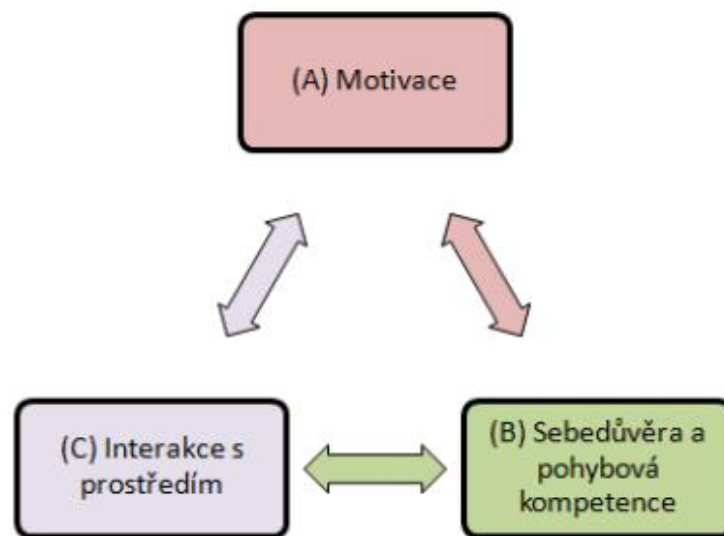 (A) Motivace
(C) Interakce s
prostředím
(B) Sebedůvěra a
pohybová
kompetence